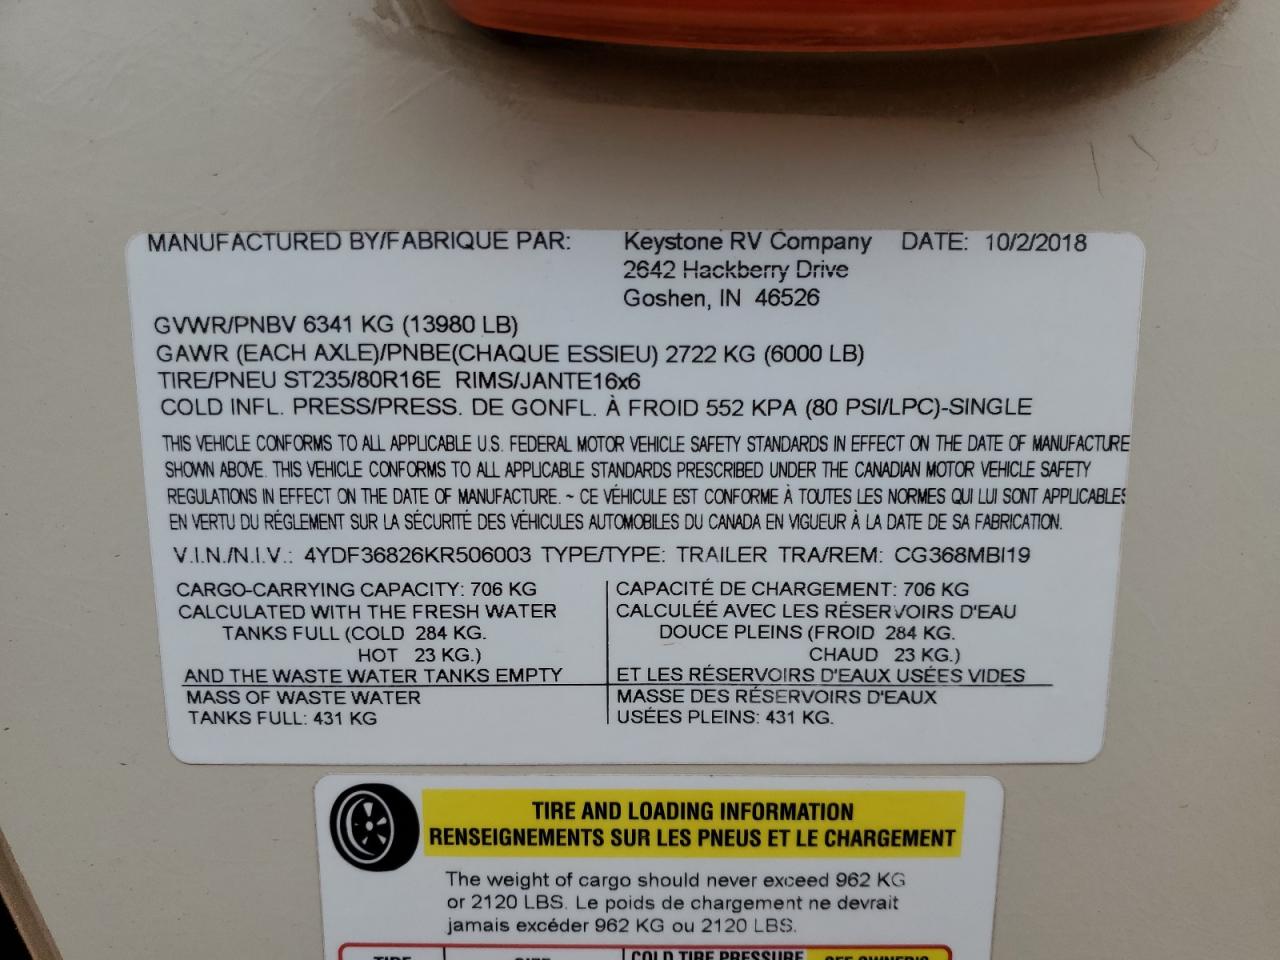 MANUFACTURED BY/FABRIQUE PAR: Keystone RV Company DATE: 10/2/2018
2642 Hackberry Drive
Goshen, IN 46526
GVWR/PNBV 6341 KG (13980 LB)
GAWR (EACH AXLE)/PNBE(CHAQUE ESSIEU) 2722 KG (6000 LB)
TIRE/PNEU ST235/80R16E RIMS/JANTE16x6
COLD INFL. PRESS/PRESS. DE GONFL. À FROID 552 KPA (80 PSI/LPC)-SINGLE
THIS VEHICLE CONFORMS TO ALL APPLICABLE U.S. FEDERAL MOTOR VEHICLE SAFETY STANDARDS IN EFFECT ON THE DATE OF MANUFACTURE
SHOWN ABOVE. THIS VEHICLE CONFORMS TO ALL APPLICABLE STANDARDS PRESCRIBED UNDER THE CANADIAN MOTOR VEHICLE SAFETY
REGULATIONS IN EFFECT ON THE DATE OF MANUFACTURE. ~ CE VÉHICULE EST CONFORME À TOUTES LES NORMES QUI LUI SONT APPLICABLES
EN VERTU DU RÉGLEMENT SUR LA SÉCURITÉ DES VÉHICULES AUTOMOBILES DU CANADA EN VIGUEUR À LA DATE DE SA FABRICATION.
V.I.N./N.I.V.: 4YDF36826KR506003 TYPE/TYPE: TRAILER TRA/REM: CG368MBI19
CARGO-CARRYING CAPACITY: 706 KG
CALCULATED WITH THE FRESH WATER
TANKS FULL (COLD 284 KG.
HOT 23 KG.)
AND THE WASTE WATER TANKS EMPTY
MASS OF WASTE WATER
TANKS FULL: 431 KG
CAPACITÉ DE CHARGEMENT: 706 KG
CALCULÉÉ AVEC LES RÉSERVOIRS D'EAU
DOUCE PLEINS (FROID 284 KG.
CHAUD 23 KG.)
ET LES RÉSERVOIRS D'EAUX USÉES VIDES
MASSE DES RÉSERVOIRS D'EAUX
USÉES PLEINS: 431 KG.
TIRE AND LOADING INFORMATION
RENSEIGNEMENTS SUR LES PNEUS ET LE CHARGEMENT
The weight of cargo should never exceed 962 KG
or 2120 LBS. Le poids de chargement ne devrait
jamais excéder 962 KG ou 2120 LBS.
TIRE SIZE COLD TIRE PRESSURE SEE OWNER'S